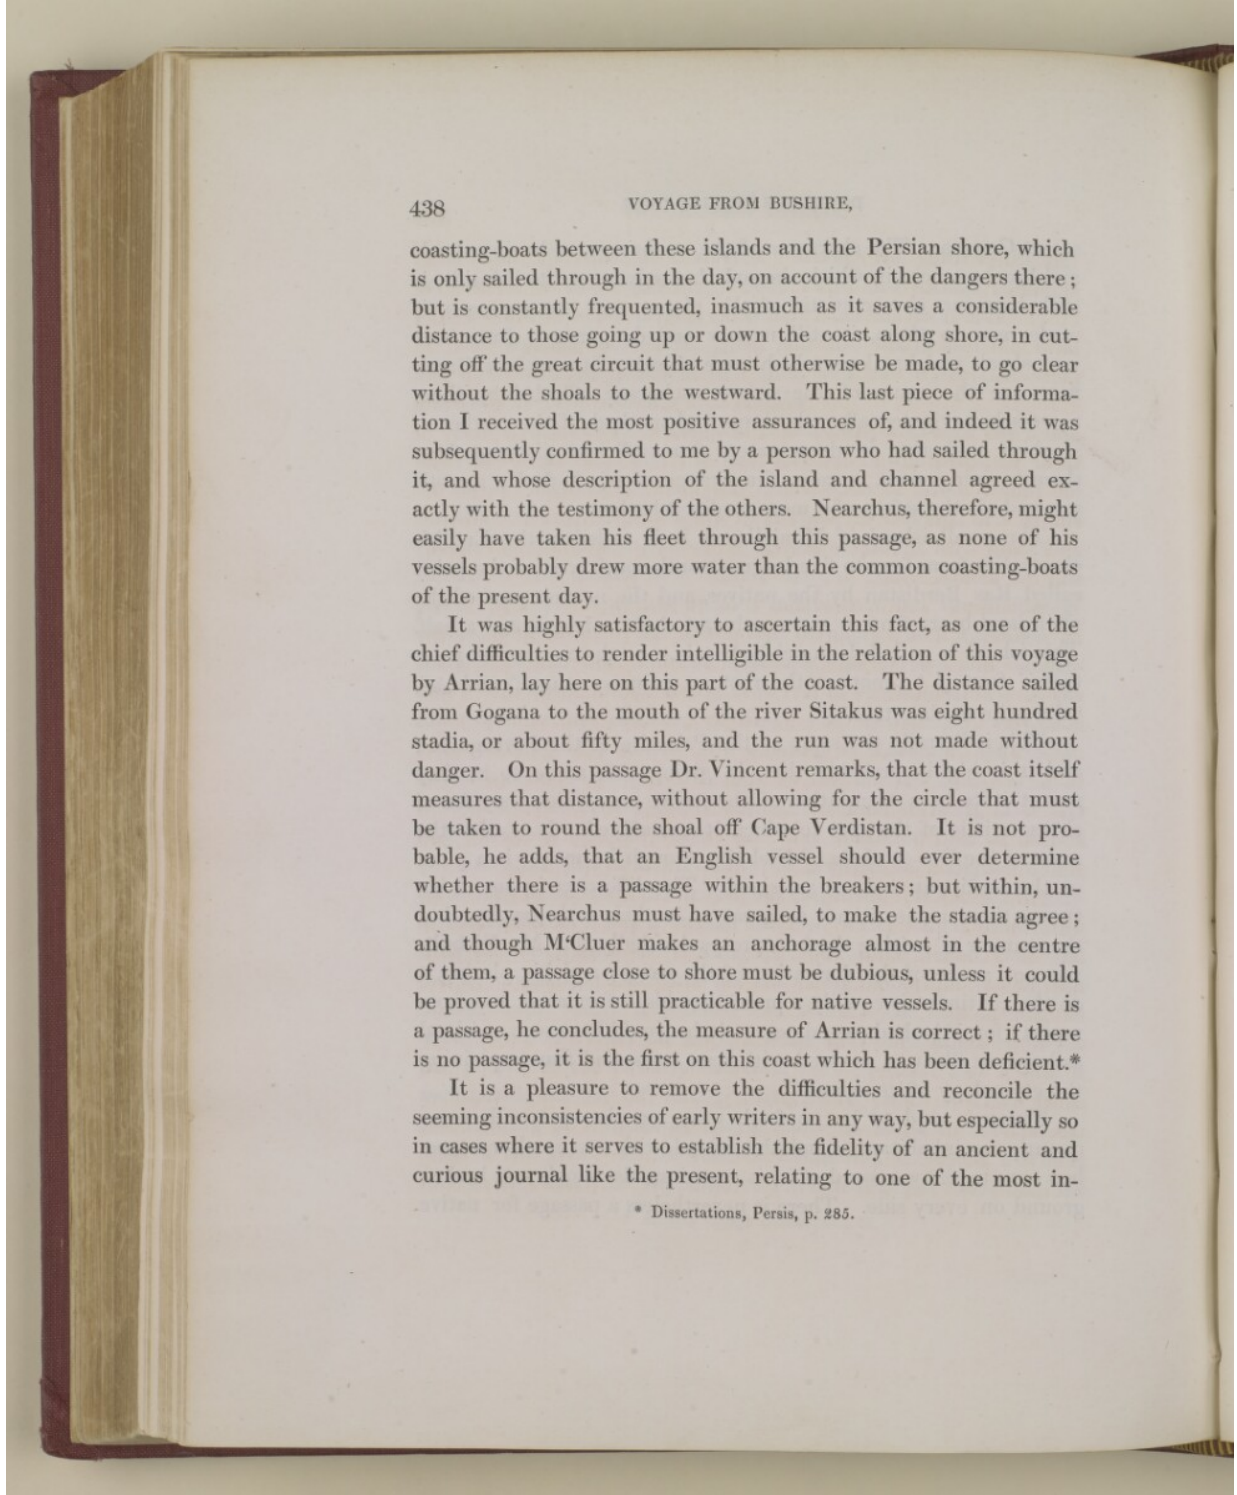 438
VOYAGE FROM BUSHIRE,
coasting-boats between these islands and the Persian shore, which
is only sailed through in the day, on account of the dangers there ;
but is constantly frequented, inasmuch as it saves a considerable
distance to those going up or down the coast along shore, in cut-
ting off the great circuit that must otherwise be made, to go clear
without the shoals to the westward. This last piece of informa-
tion I received the most positive assurances of, and indeed it was
subsequently confirmed to me by a person who had sailed through
it, and whose description of the island and channel agreed ex-
actly with the testimony of the others. Nearchus, therefore, might
easily have taken his fleet through this passage, as none of his
vessels probably drew more water than the common coasting-boats
of the present day.
It was highly satisfactory to ascertain this fact, as one of the
chief difficulties to render intelligible in the relation of this voyage
by Arrian, lay here on this part of the coast. The distance sailed
from Gogana to the mouth of the river Sitakus was eight hundred
stadia, or about fifty miles, and the run was not made without
danger. On this passage Dr. Vincent remarks, that the coast itself
measures that distance, without allowing for the circle that must
be taken to round the shoal off Cape Verdistan. It is not pro-
bable, he adds, that an English vessel should ever determine
whether there is a passage within the breakers ; but within, un-
doubtedly, Nearchus must have sailed, to make the stadia agree ;
and though M‘Cluer makes an anchorage almost in the centre
of them, a passage close to shore must be dubious, unless it could
be proved that it is still practicable for native vessels. If there is
a passage, he concludes, the measure of Arrian is correct ; if there
is no passage, it is the first on this coast which has been deficient.*
It is a pleasure to remove the difficulties and reconcile the
seeming inconsistencies of early writers in any way, but especially so
in cases where it serves to establish the fidelity of an ancient and
curious journal like the present, relating to one of the most in-
* Dissertations, Persis, p. 285.